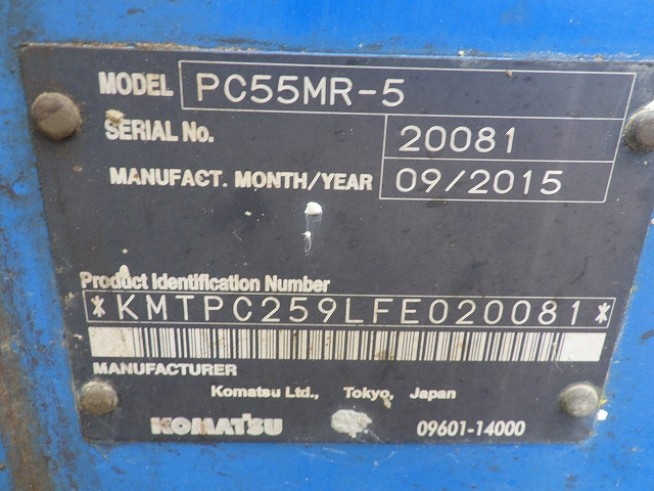 MODEL PC55MR-5
SERIAL No. 20081
MANUFACT. MONTH/YEAR 09/2015
Product Identification Number
*KMTPC259LFE020081*
MANUFACTURER
Komatsu Ltd., Tokyo, Japan
KOMATSU 09601-14000